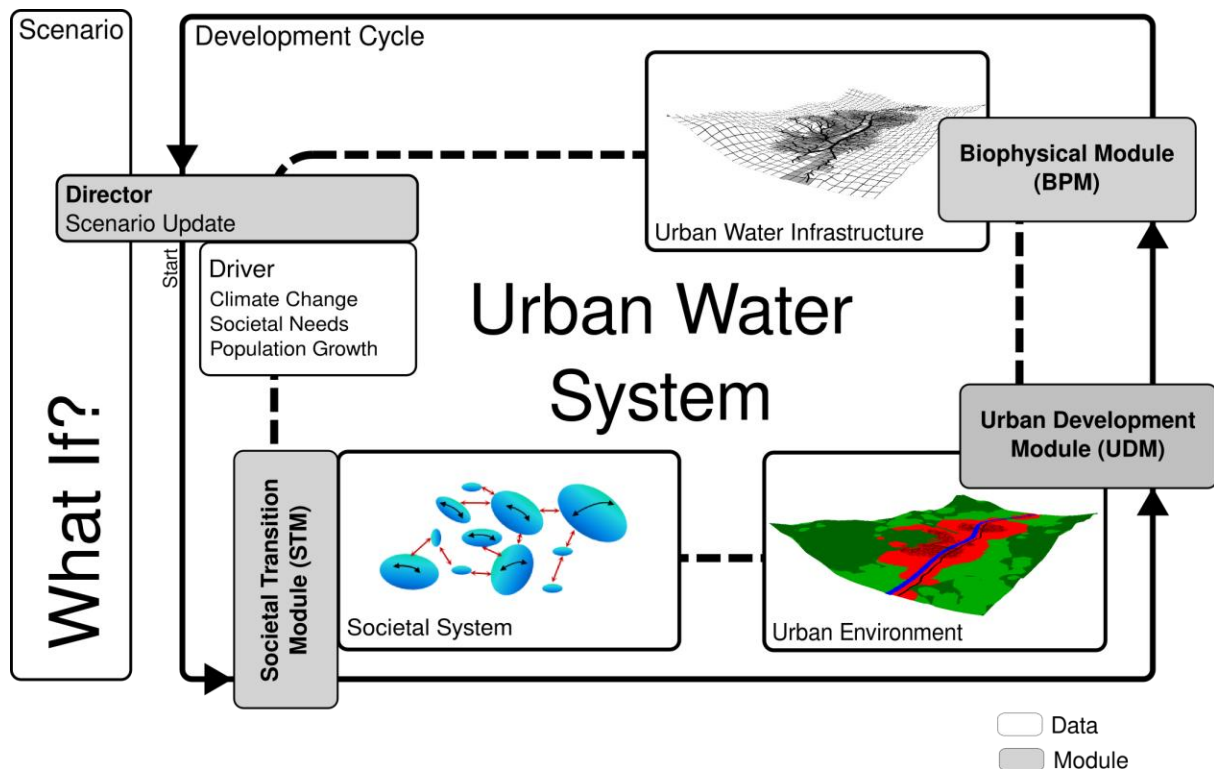 Scenario
Development Cycle
Biophysical Module
(BPM)
Urban Water Infrastructure
Director
Scenario Update
Start
Driver
Climate Change
Societal Needs
Population Growth
Urban Water
System
What If?
Urban Development
Module (UDM)
Societal Transition
Module (STM)
Societal System
Urban Environment
Data
Module